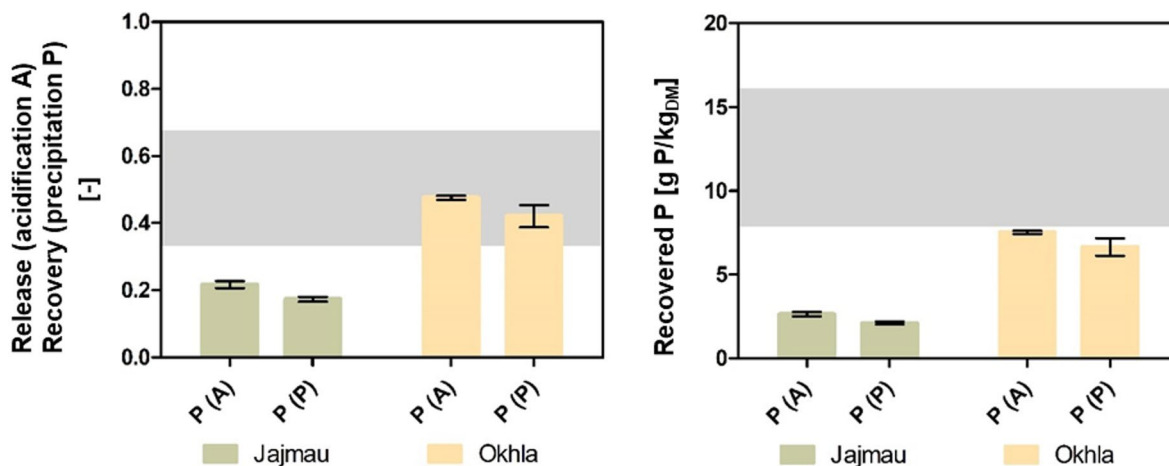 Release (acidification A)
Recovery (precipitation P)
[-]
1.0
0.8
0.6
0.4
0.2
0.0
P (A)
P (P)
P (A)
P (P)
Jajmau
Okhla
Recovered P [g P/kgDM]
20
15
10
5
0
P (A)
P (P)
P (A)
P (P)
Jajmau
Okhla